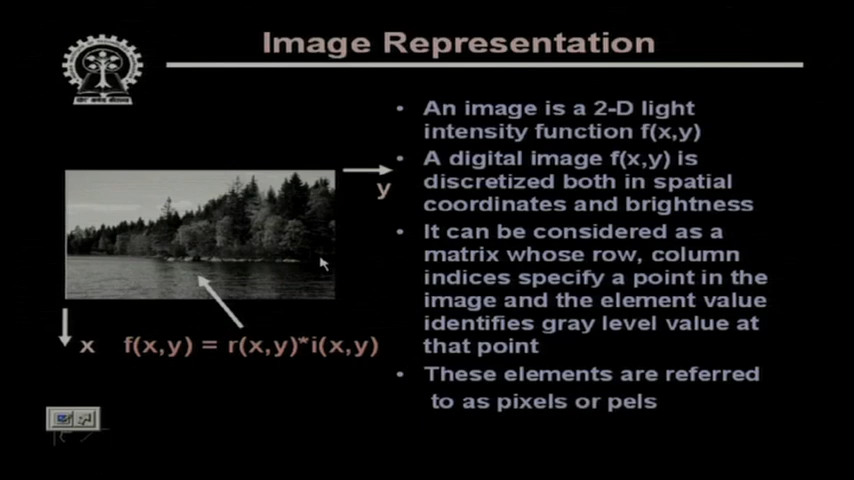 Image Representation
• An image is a 2-D light
intensity function f(x,y)
• A digital image f(x,y) is
discretized both in spatial
coordinates and brightness
• It can be considered as a
matrix whose row, column
indices specify a point in the
image and the element value
identifies gray level value at
that point
• These elements are referred
to as pixels or pels
y
x
f(x,y) = r(x,y)*i(x,y)